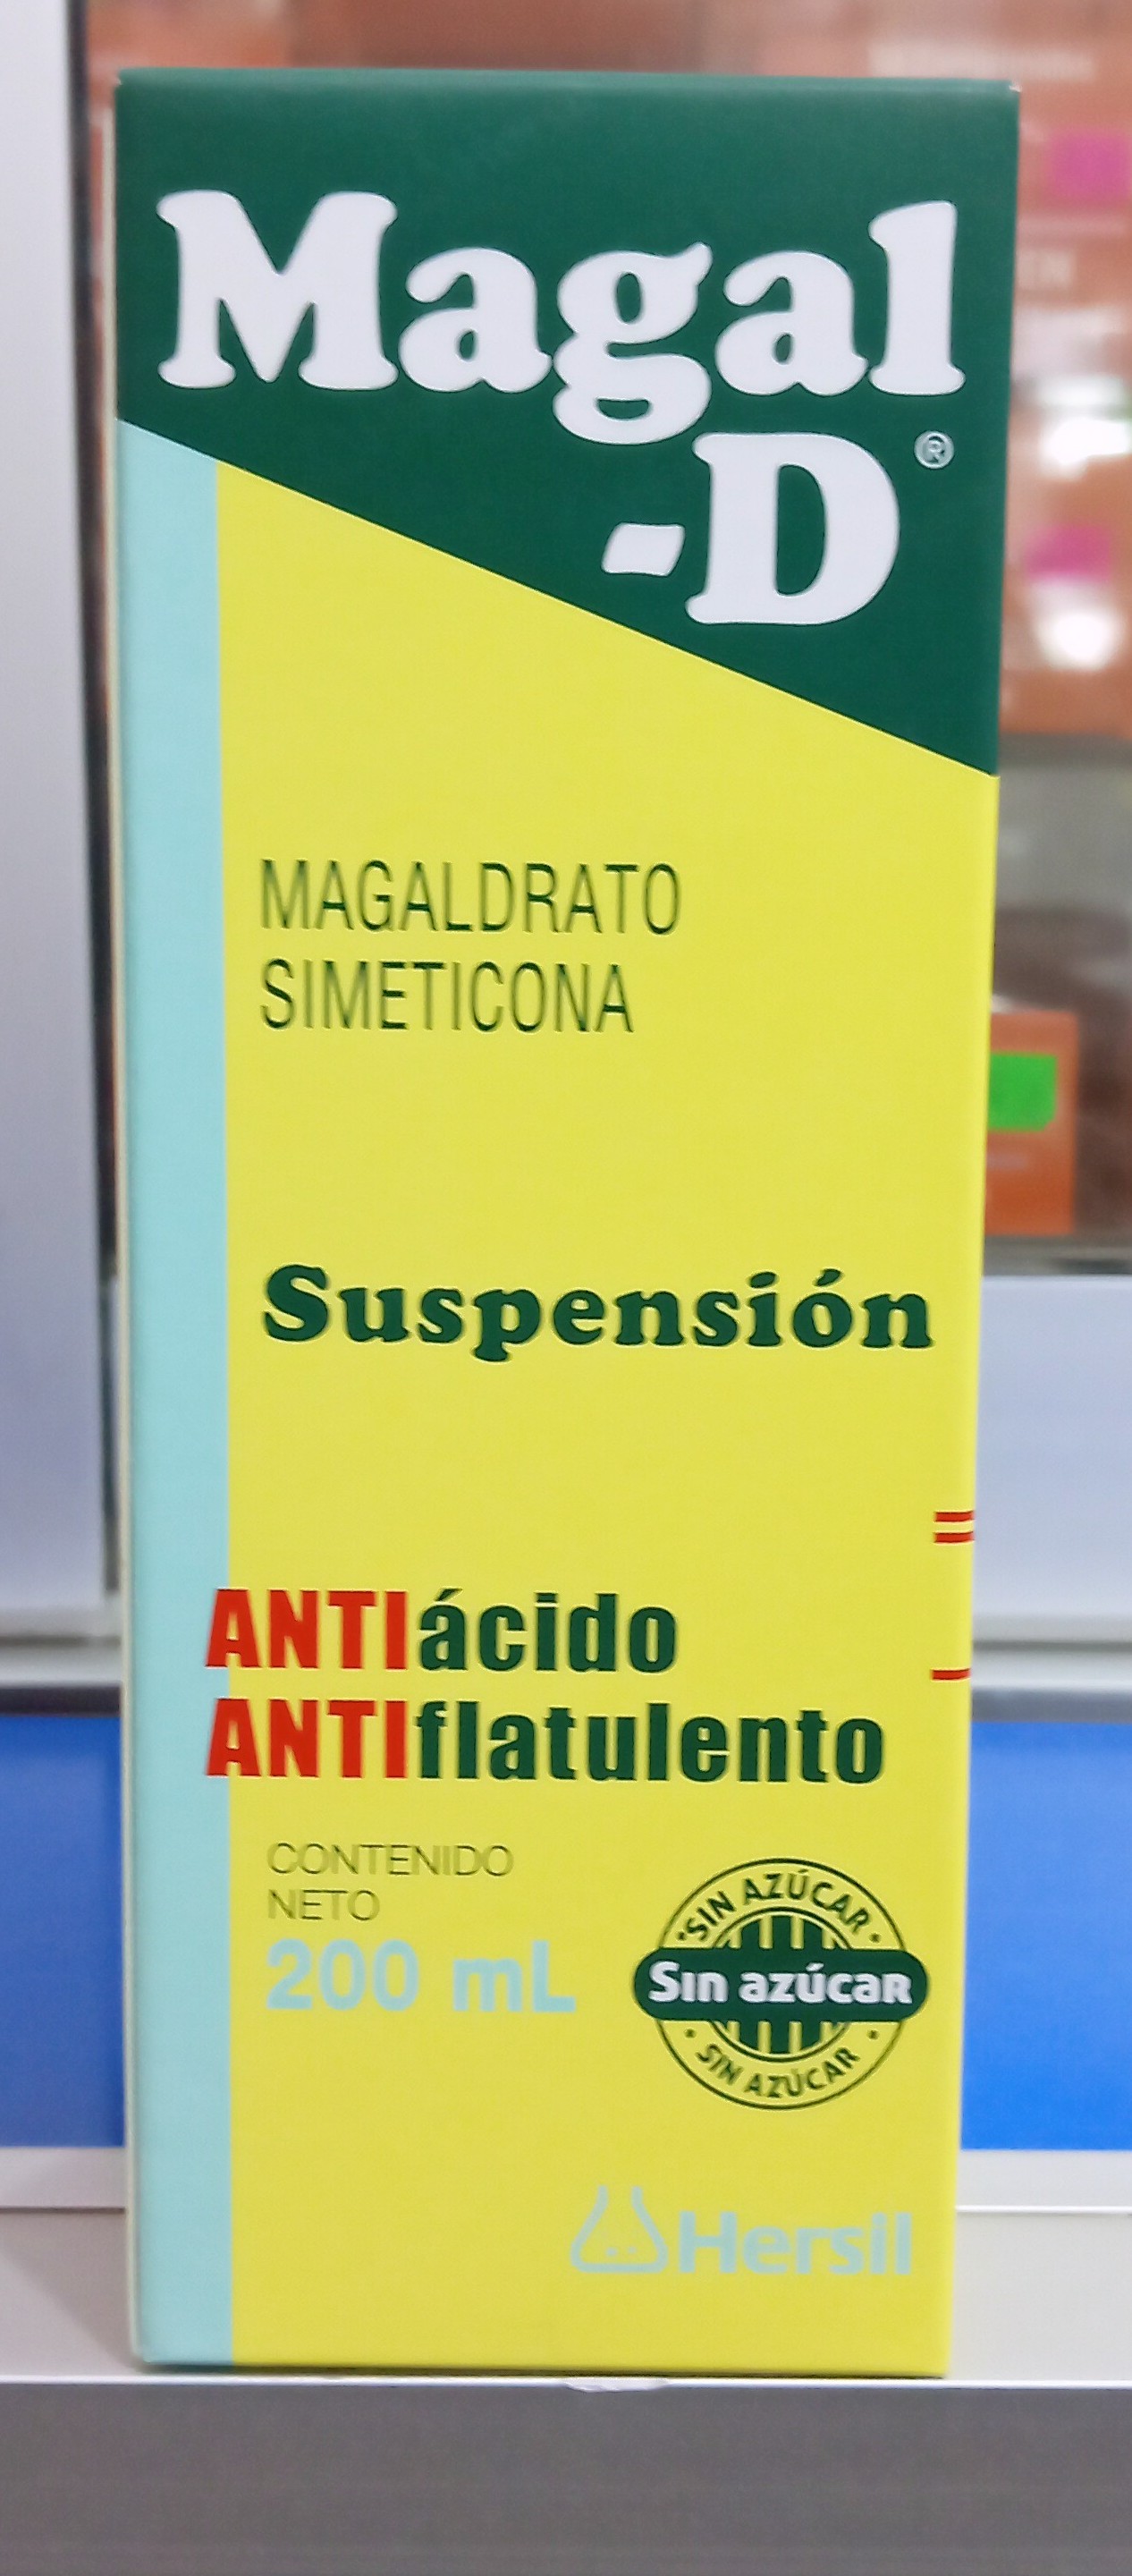 Magal
-D®
MAGALDRATO
SIMETICONA
Suspensión
ANTIácido
ANTIflatulento
CONTENIDO
NETO
200 mL
SIN AZÚCAR
Sin azúcar
SIN AZÚCAR
Hersil